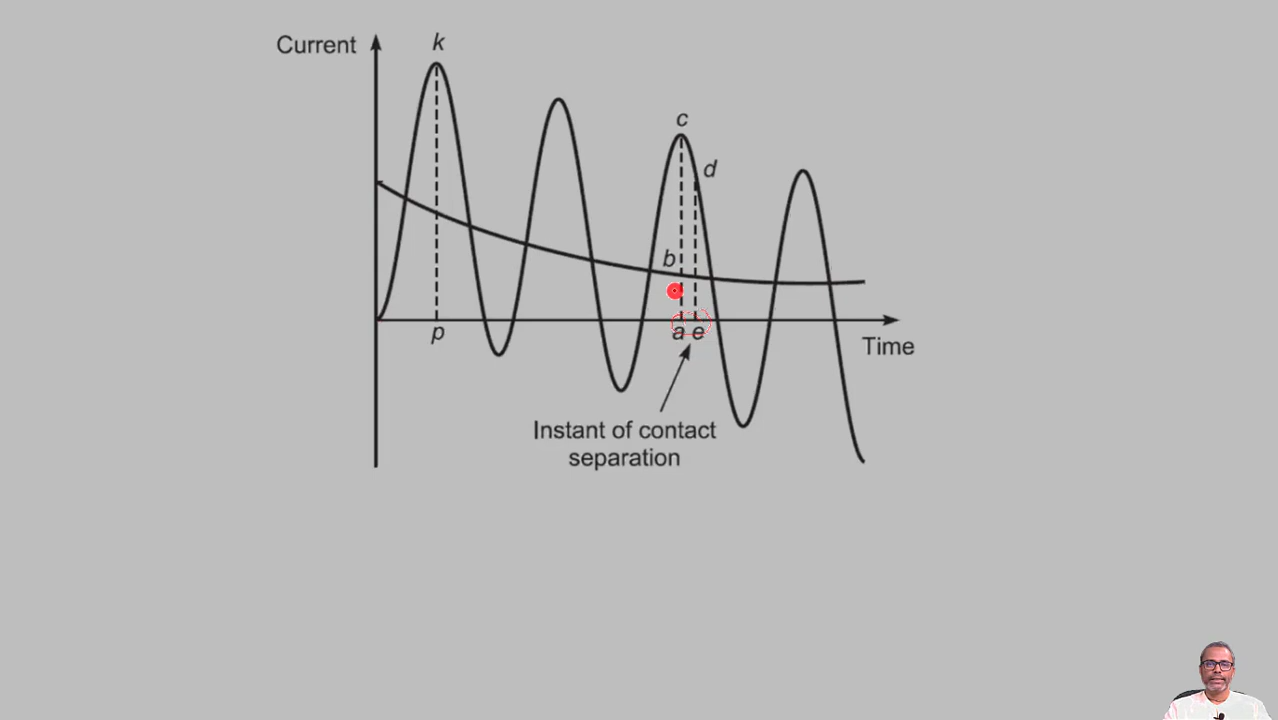 Current
k
c
d
b
p
a e
Time
Instant of contact
separation